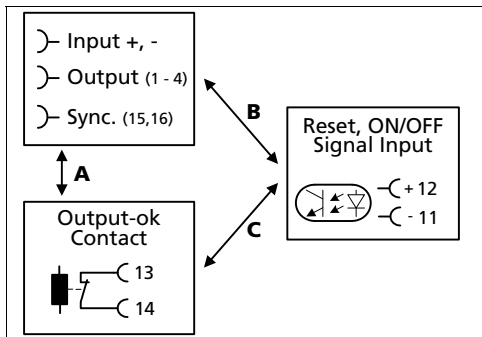 Input +, -
Output (1 - 4)
Sync. (15,16)
B
Reset, ON/OFF
Signal Input
+ 12
- 11
A
Output-ok
Contact
C
13
14